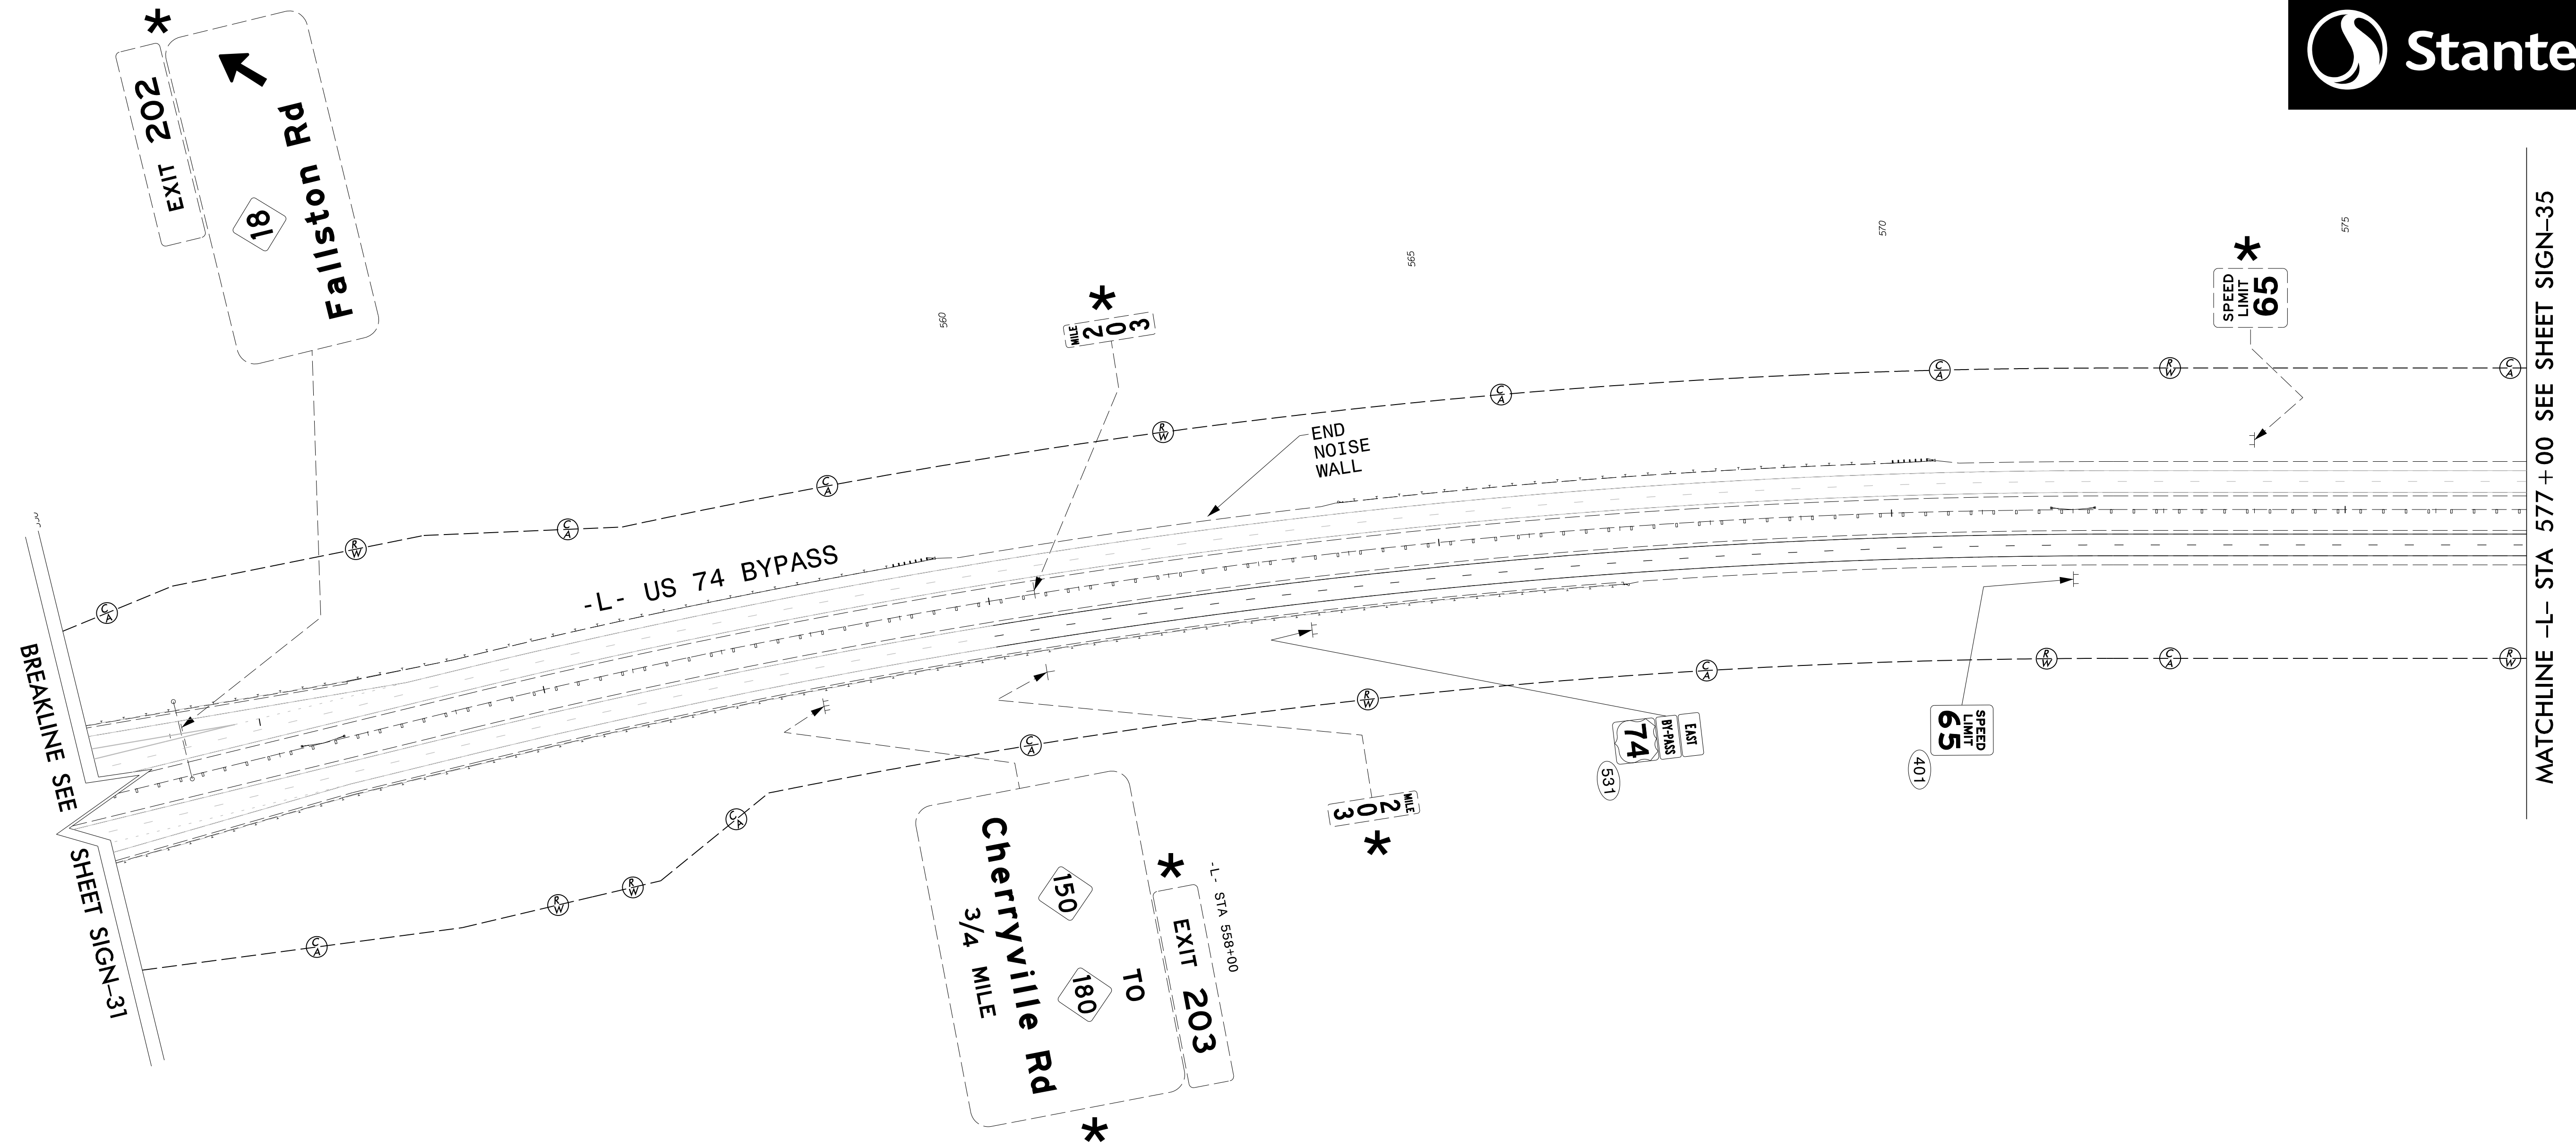 Stante
EXIT 202
18
Fallston Rd
*
560
565
570
575
*
MILE
2
0
3
*
SPEED
LIMIT
65
C/A
R/W
C/A
C/A
R/W
C/A
C/A
R/W
C/A
END
NOISE
WALL
-L- US 74 BYPASS
BREAKLINE SEE
SHEET SIGN-31
MATCHLINE -L- STA 577+00 SEE SHEET SIGN-35
C/A
R/W
R/W
C/A
C/A
R/W
C/A
R/W
C/A
R/W
EXIT 203
TO
150
180
Cherryville Rd
3/4 MILE
*
*
-L- STA 558+00
MILE
2
0
3
*
EAST
BY-PASS
74
531
SPEED
LIMIT
65
401